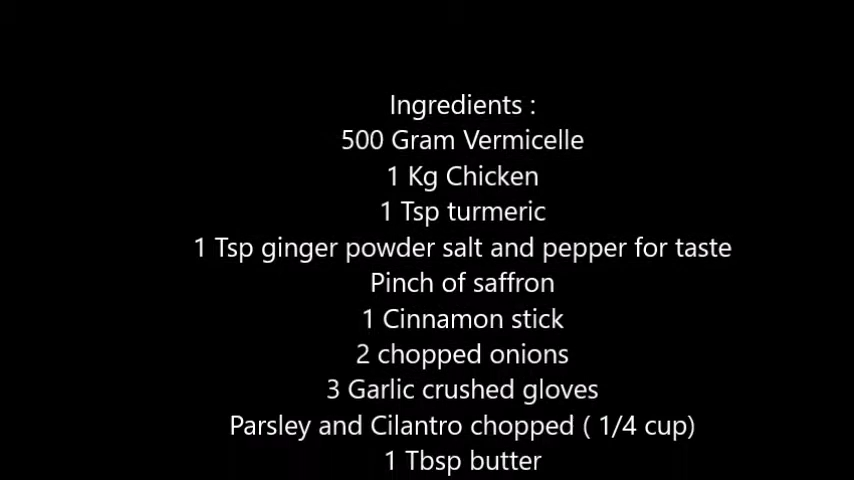 Ingredients :
500 Gram Vermicelle
1 Kg Chicken
1 Tsp turmeric
1 Tsp ginger powder salt and pepper for taste
Pinch of saffron
1 Cinnamon stick
2 chopped onions
3 Garlic crushed gloves
Parsley and Cilantro chopped ( 1/4 cup)
1 Tbsp butter